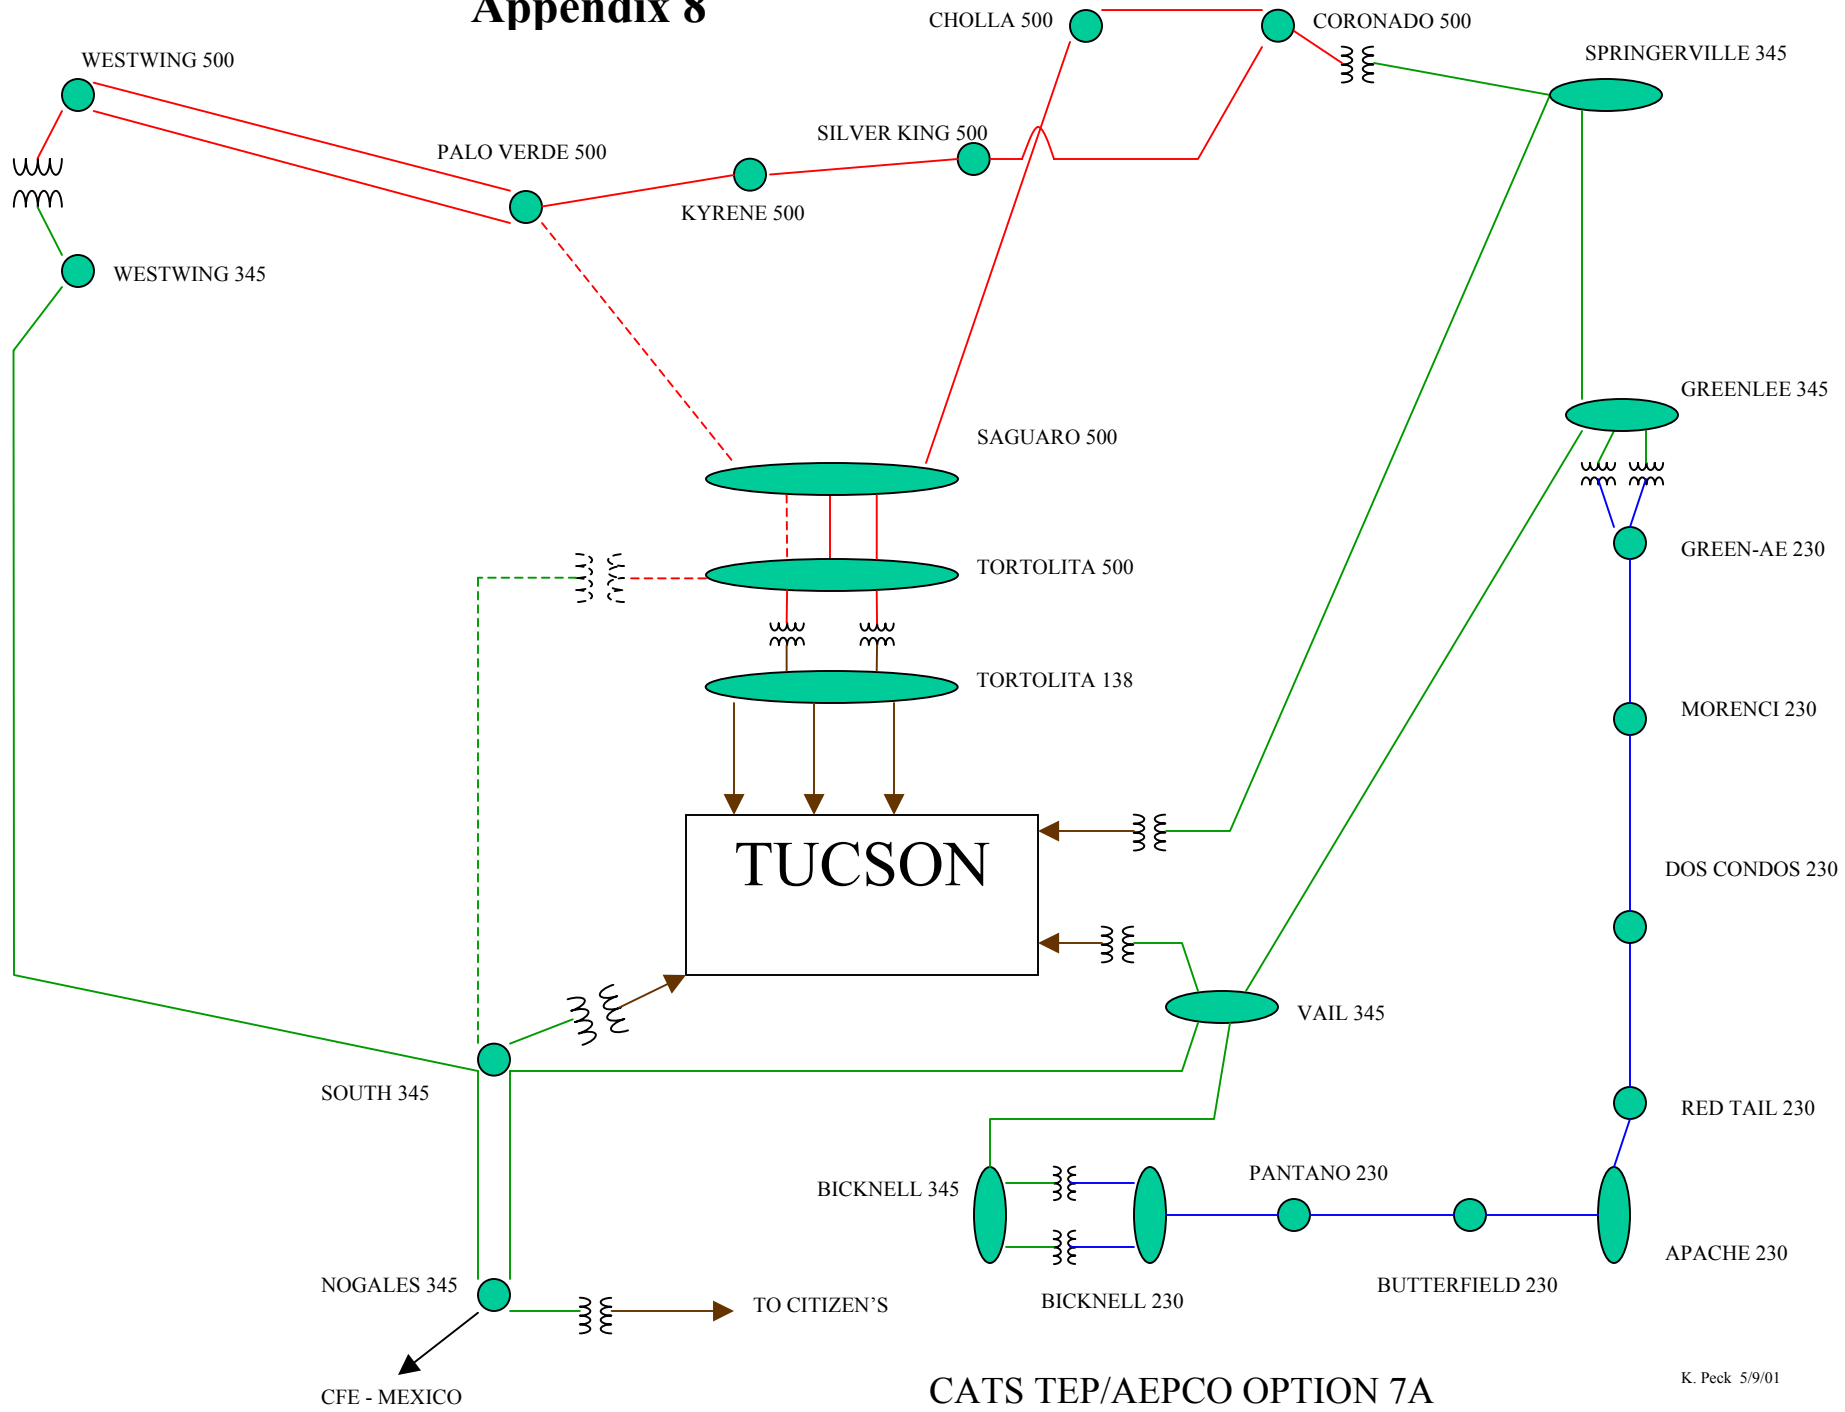 Appendix 8
CHOLLA 500
CORONADO 500
WESTWING 500
SPRINGERVILLE 345
SILVER KING 500
PALO VERDE 500
KYRENE 500
WESTWING 345
GREENLEE 345
SAGUARO 500
GREEN-AE 230
TORTOLITA 500
TORTOLITA 138
MORENCI 230
TUCSON
DOS CONDOS 230
VAIL 345
SOUTH 345
RED TAIL 230
PANTANO 230
BICKNELL 345
APACHE 230
NOGALES 345
BUTTERFIELD 230
BICKNELL 230
TO CITIZEN'S
CFE - MEXICO
CATS TEP/AEPCO OPTION 7A
K. Peck 5/9/01